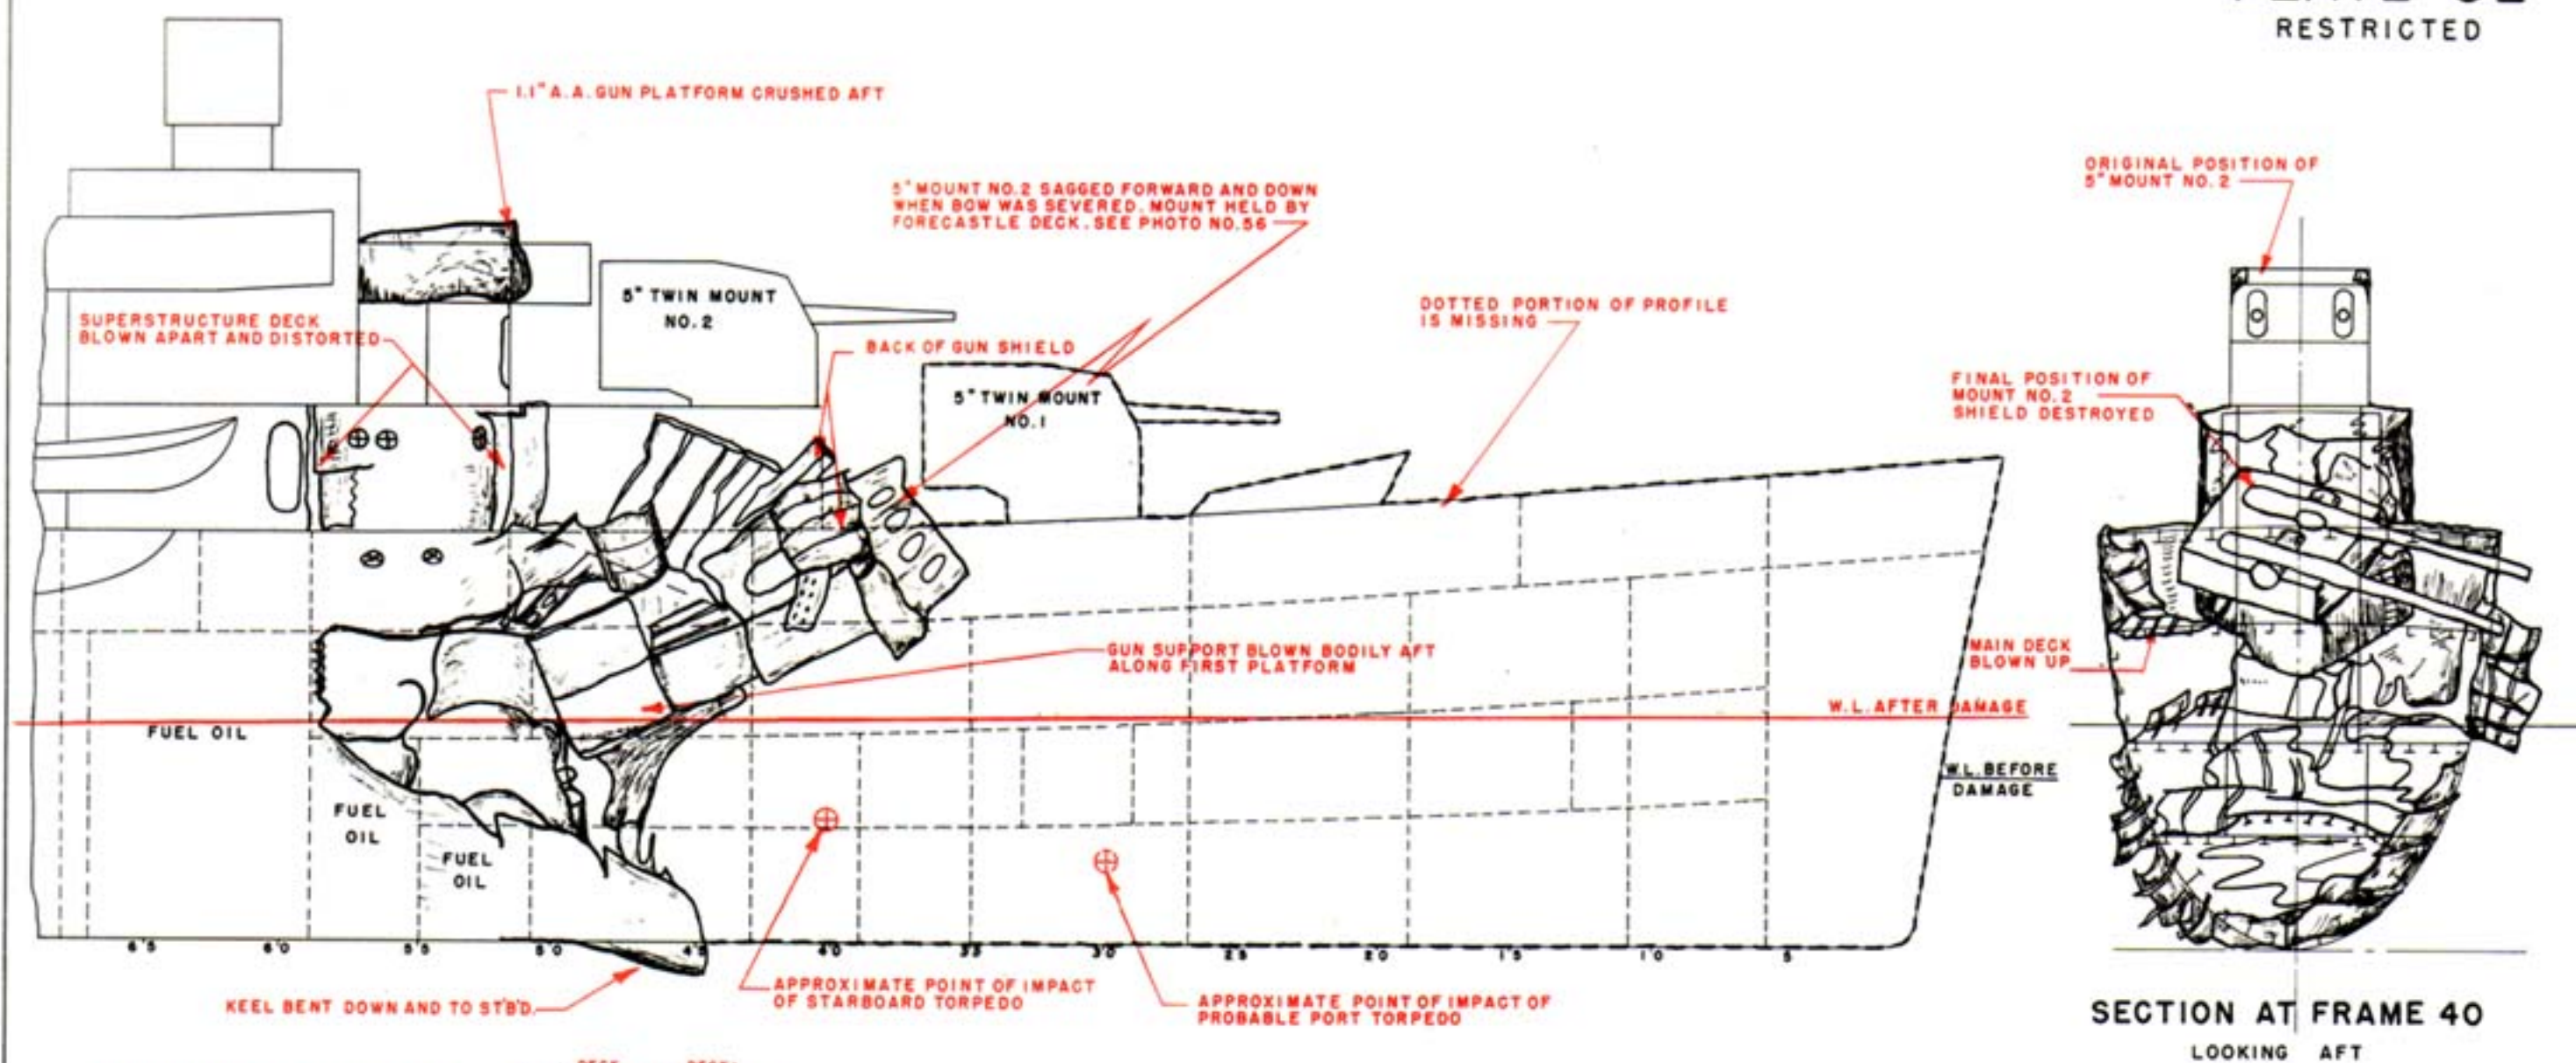 RESTRICTED
1.1" A.A. GUN PLATFORM CRUSHED AFT
5" MOUNT NO. 2 SAGGED FORWARD AND DOWN
WHEN BOW WAS SEVERED. MOUNT HELD BY
FORECASTLE DECK. SEE PHOTO NO. 56
ORIGINAL POSITION OF
5" MOUNT NO. 2
5" TWIN MOUNT
NO. 2
SUPERSTRUCTURE DECK
BLOWN APART AND DISTORTED
BACK OF GUN SHIELD
DOTTED PORTION OF PROFILE
IS MISSING
5" TWIN MOUNT
NO. 1
FINAL POSITION OF
MOUNT NO. 2
SHIELD DESTROYED
GUN SUPPORT BLOWN BODILY AFT
ALONG FIRST PLATFORM
MAIN DECK
BLOWN UP
W.L. AFTER DAMAGE
FUEL OIL
W.L. BEFORE
DAMAGE
FUEL
OIL
FUEL
OIL
65 60 55 50 45 40 35 30 25 20 15 10 5
KEEL BENT DOWN AND TO ST'B'D.
APPROXIMATE POINT OF IMPACT
OF STARBOARD TORPEDO
APPROXIMATE POINT OF IMPACT OF
PROBABLE PORT TORPEDO
SECTION AT FRAME 40
LOOKING AFT